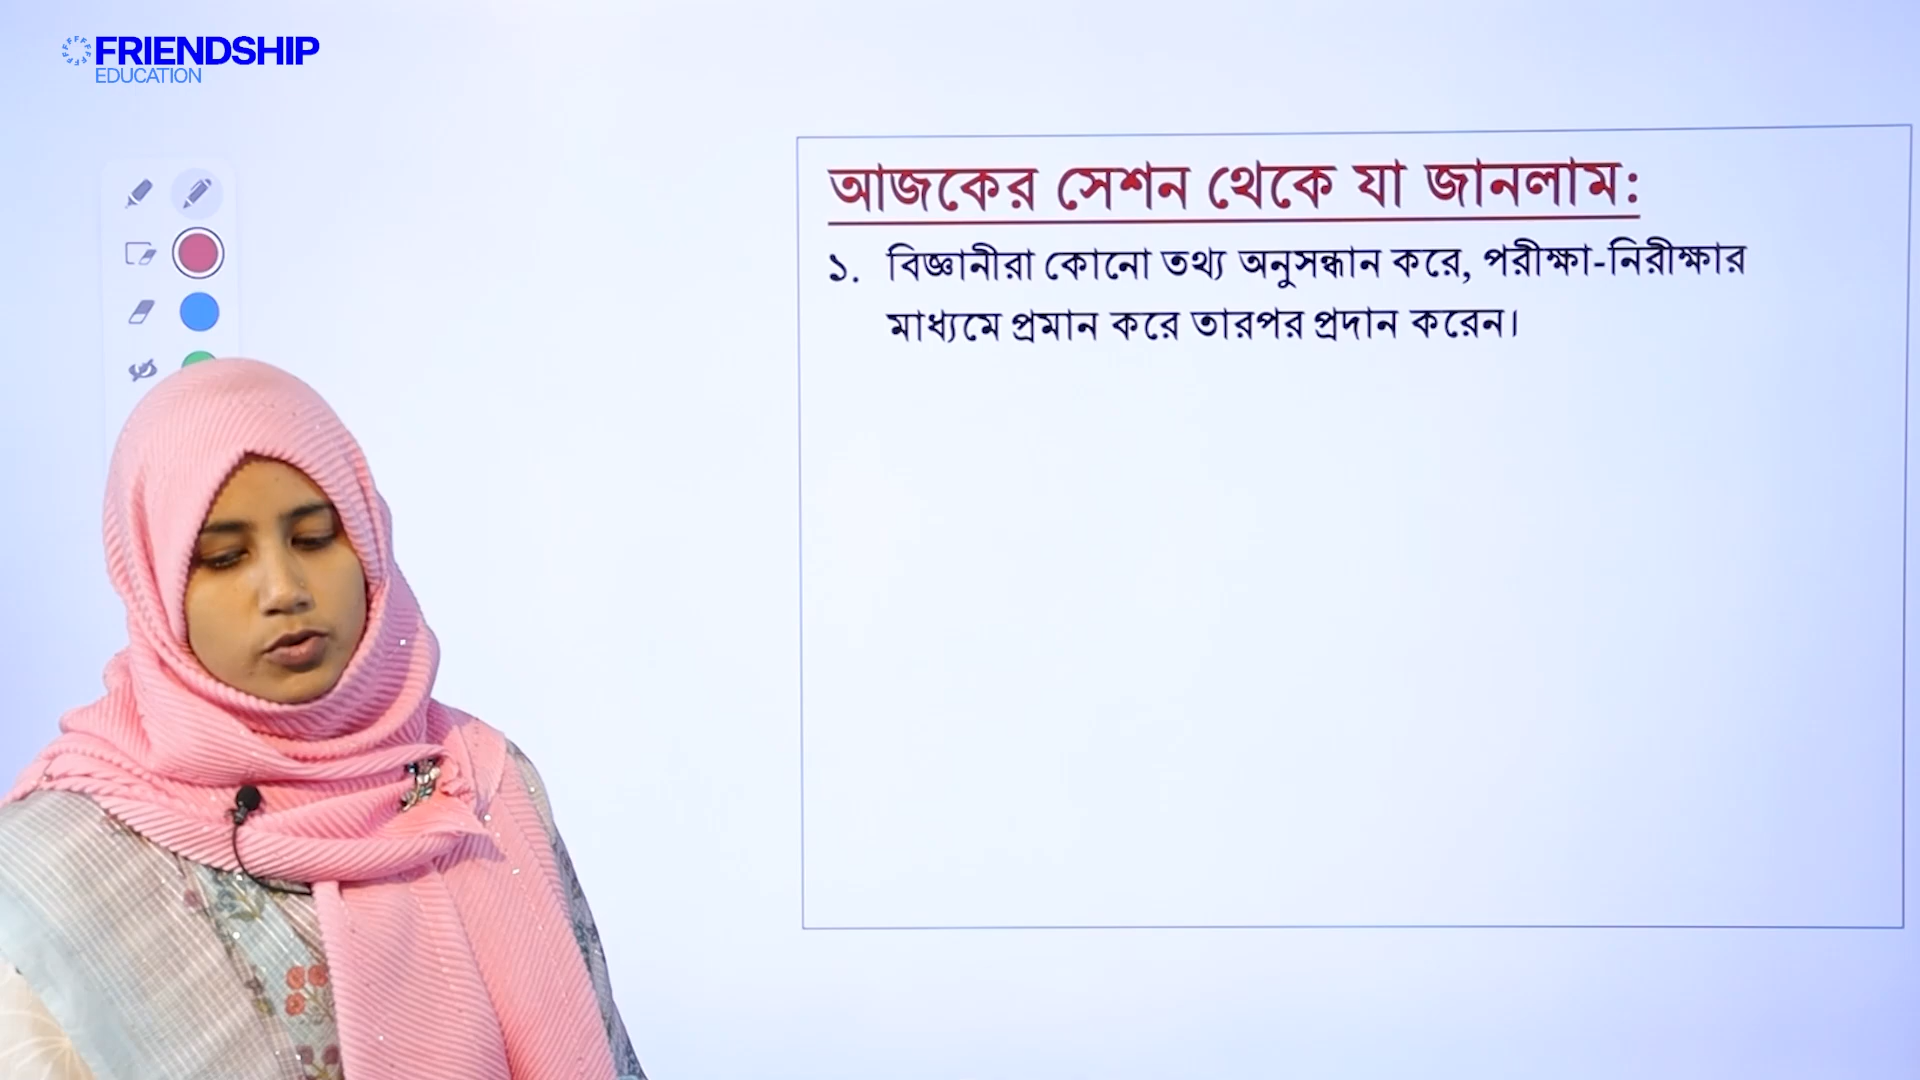 FRIENDSHIP
EDUCATION
আজকের সেশন থেকে যা জানলাম:
১. বিজ্ঞানীরা কোনো তথ্য অনুসন্ধান করে, পরীক্ষা-নিরীক্ষার
মাধ্যমে প্রমান করে তারপর প্রদান করেন।